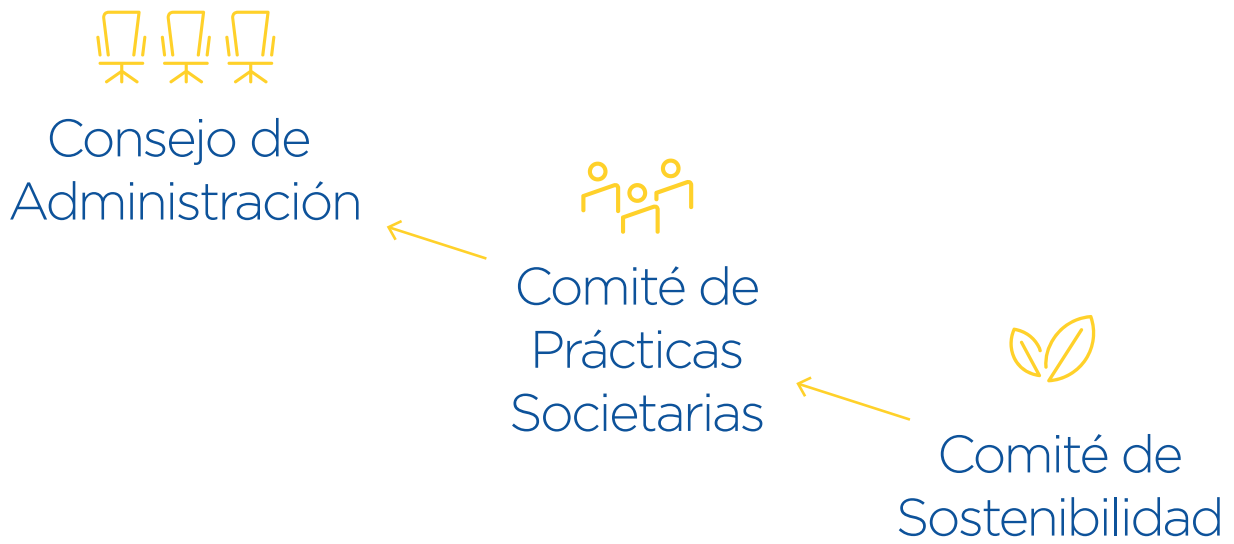 Consejo de
Administración
Comité de
Prácticas
Societarias
Comité de
Sostenibilidad